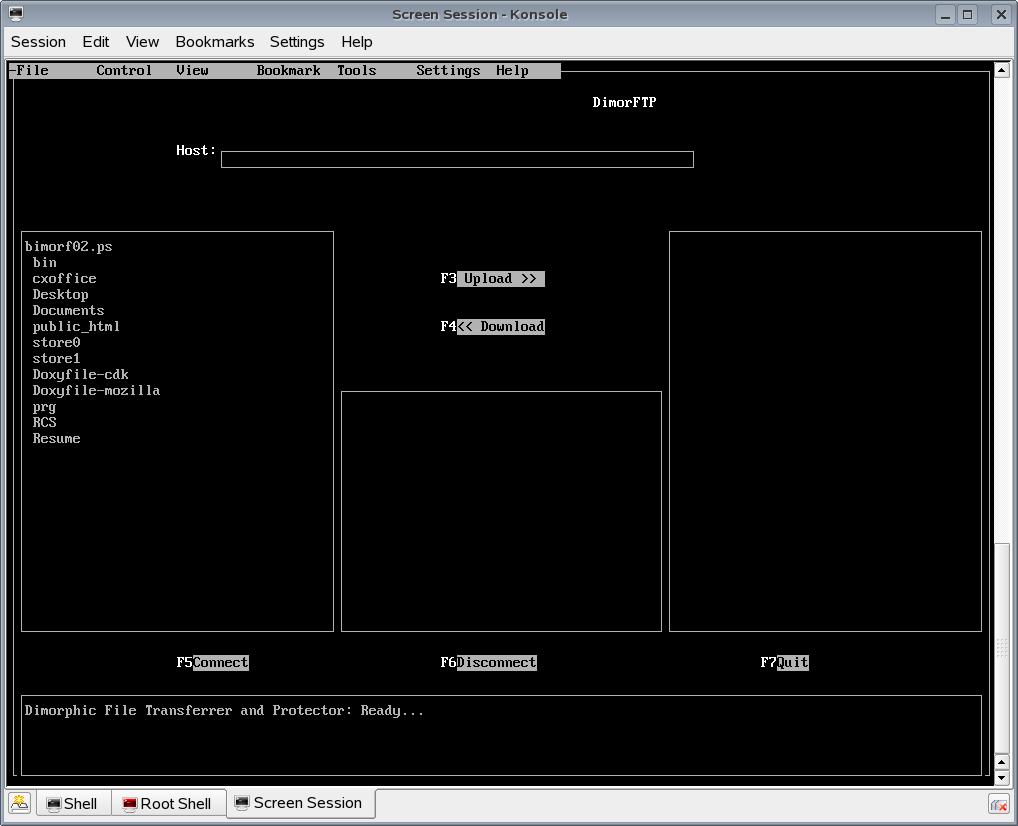 Screen Session - Konsole
Session Edit View Bookmarks Settings Help
File Control View Bookmark Tools Settings Help
DimorFTP
Host:
bimorf02.ps
bin
cxoffice
Desktop
Documents
public_html
store0
store1
Doxyfile-cdk
Doxyfile-mozilla
prg
RCS
Resume
F3 Upload >>
F4<< Download
F5Connect F6Disconnect F7Quit
Dimorphic File Transferrer and Protector: Ready...
Shell Root Shell Screen Session